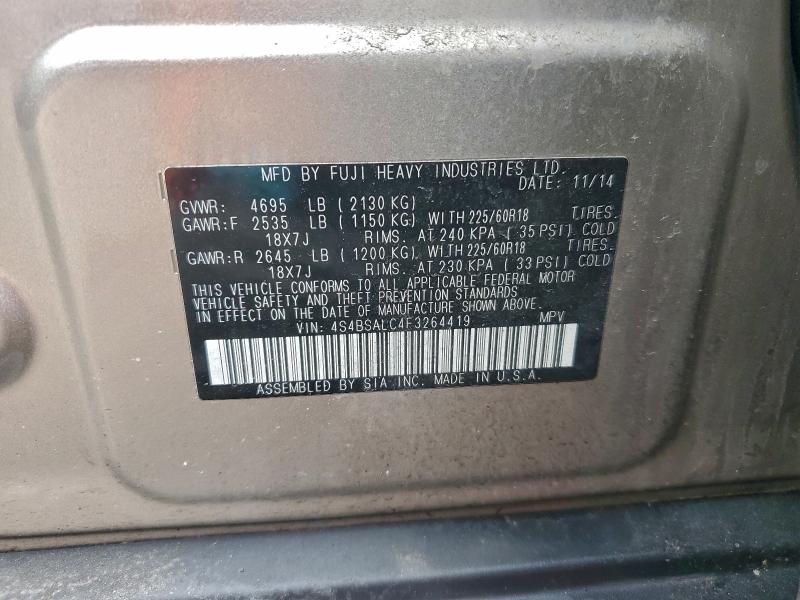 MFD BY FUJI HEAVY INDUSTRIES LTD.
DATE: 11/14
GVWR: 4695 LB ( 2130 KG)
GAWR:F 2535 LB ( 1150 KG) WITH 225/60R18 TIRES.
18X7J RIMS. AT 240 KPA ( 35 PSI) COLD
GAWR:R 2645 LB ( 1200 KG) WITH 225/60R18 TIRES.
18X7J RIMS. AT 230 KPA ( 33 PSI) COLD
THIS VEHICLE CONFORMS TO ALL APPLICABLE FEDERAL MOTOR
VEHICLE SAFETY AND THEFT PREVENTION STANDARDS
IN EFFECT ON THE DATE OF MANUFACTURE SHOWN ABOVE.
VIN: 4S4BSALC4F3264419 MPV
ASSEMBLED BY SIA INC. MADE IN U.S.A.